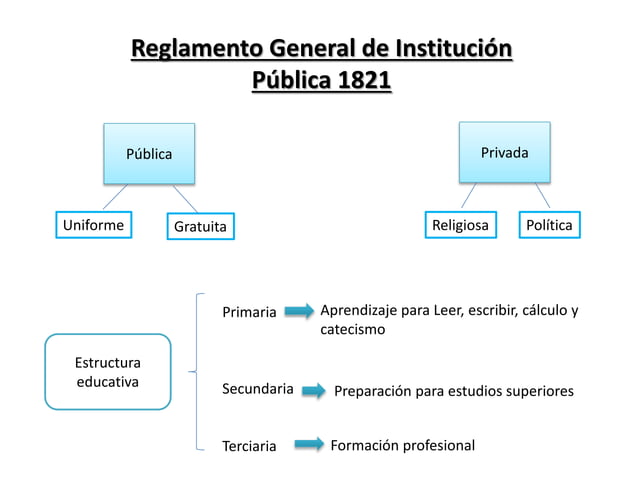 Reglamento General de Institución
Pública 1821
Pública
Privada
Uniforme
Gratuita
Religiosa
Política
Primaria
Aprendizaje para Leer, escribir, cálculo y
catecismo
Estructura
educativa
Secundaria
Preparación para estudios superiores
Terciaria
Formación profesional